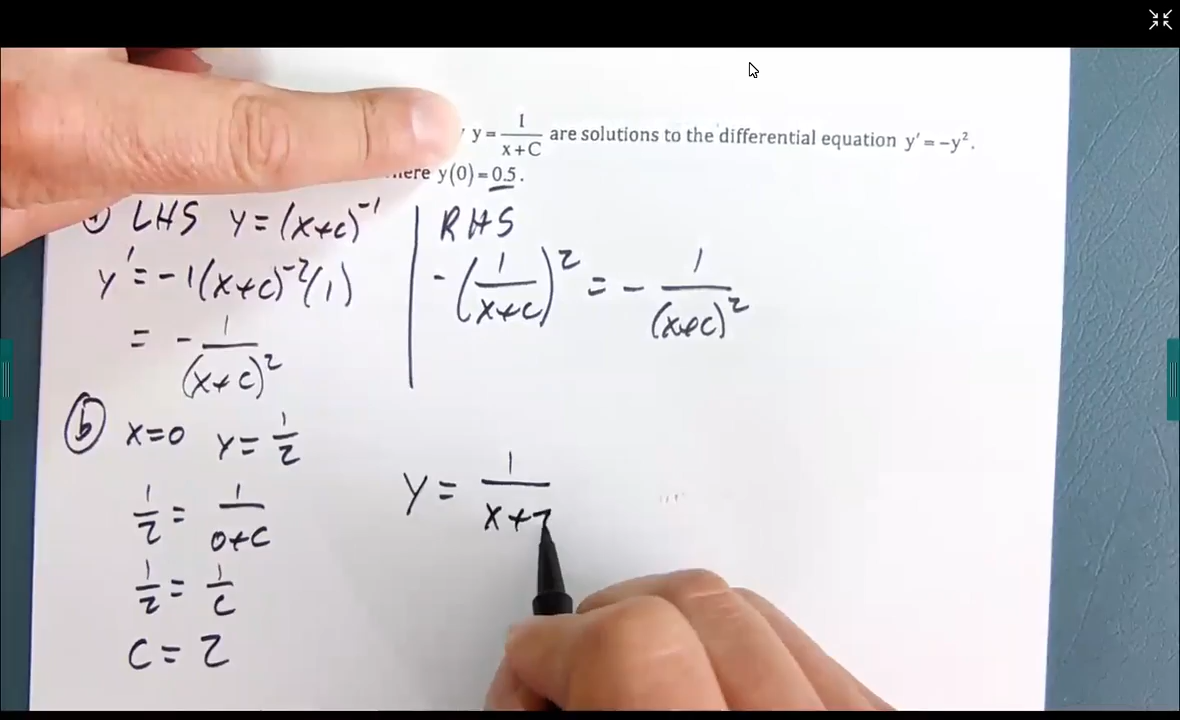 y = 1/(x+C) are solutions to the differential equation y' = -y².
y(0) = 0.5.
LHS y = (x+c)⁻¹
y' = -1(x+c)⁻²(1)
= - 1/(x+c)²
RHS
-(1/(x+c))² = - 1/(x+c)²
ⓑ x=0 y = 1/2
1/2 = 1/(0+c)
1/2 = 1/c
c = 2
y = 1/(x+2